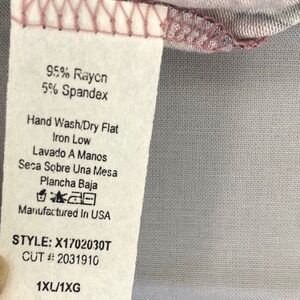 95% Rayon
5% Spandex
Hand Wash/Dry Flat
Iron Low
Lavado A Manos
Seca Sobre Una Mesa
Plancha Baja
Manufactured In USA
STYLE: X1702030T
CUT #: 2031910
1XL/1XG